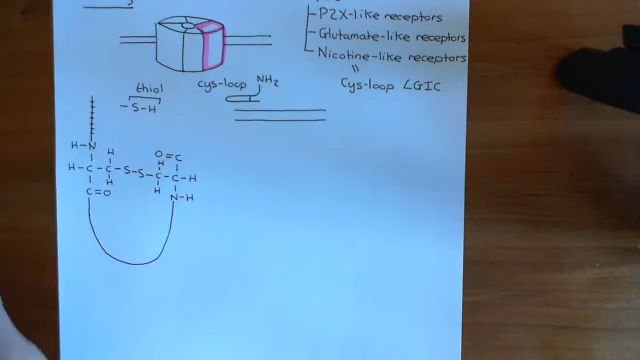 P2X-like receptors
Glutamate-like receptors
Nicotine-like receptors
Cys-loop LGIC
thiol
-S-H
cys-loop
NH2
H-N
H
H-C-C-S-S-C-C-H
H
C=O
O=C
H
H
N-H